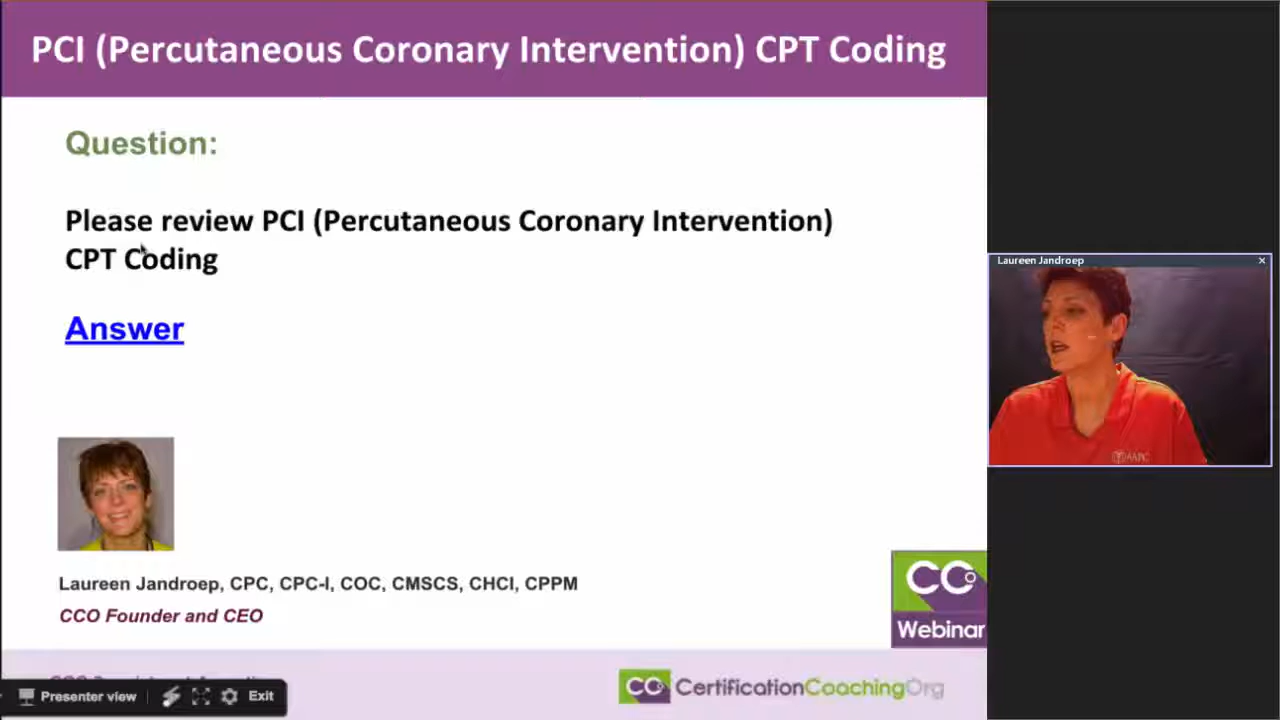 PCI (Percutaneous Coronary Intervention) CPT Coding
Question:
Please review PCI (Percutaneous Coronary Intervention)
CPT Coding
Answer
Laureen Jandroep
AAPC
Laureen Jandroep, CPC, CPC-I, COC, CMSCS, CHCI, CPPM
CCO Founder and CEO
CCO
Webinar
Presenter view
Exit
CCO CertificationCoachingOrg